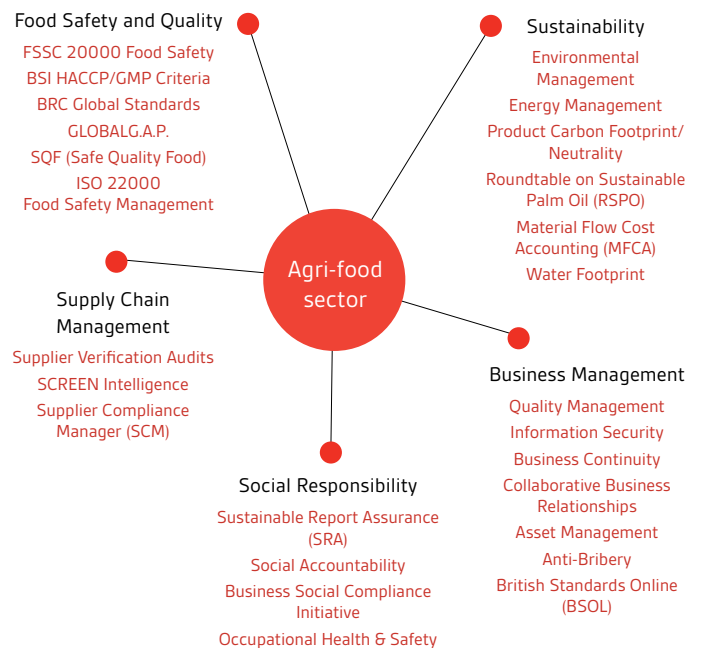 Food Safety and Quality
FSSC 20000 Food Safety
BSI HACCP/GMP Criteria
BRC Global Standards
GLOBALG.A.P.
SQF (Safe Quality Food)
ISO 22000
Food Safety Management
Sustainability
Environmental
Management
Energy Management
Product Carbon Footprint/
Neutrality
Roundtable on Sustainable
Palm Oil (RSPO)
Material Flow Cost
Accounting (MFCA)
Water Footprint
Agri-food
sector
Supply Chain
Management
Supplier Verification Audits
SCREEN Intelligence
Supplier Compliance
Manager (SCM)
Business Management
Quality Management
Information Security
Business Continuity
Collaborative Business
Relationships
Asset Management
Anti-Bribery
British Standards Online
(BSOL)
Social Responsibility
Sustainable Report Assurance
(SRA)
Social Accountability
Business Social Compliance
Initiative
Occupational Health & Safety